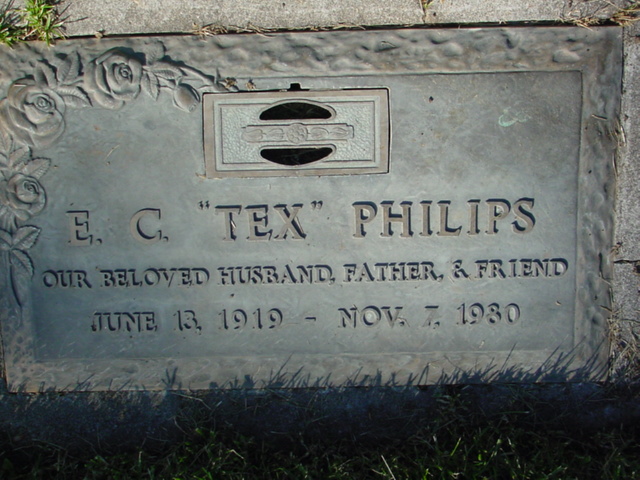 E. C. "TEX" PHILIPS
OUR BELOVED HUSBAND, FATHER, & FRIEND
JUNE 13, 1919 - NOV. 7, 1980